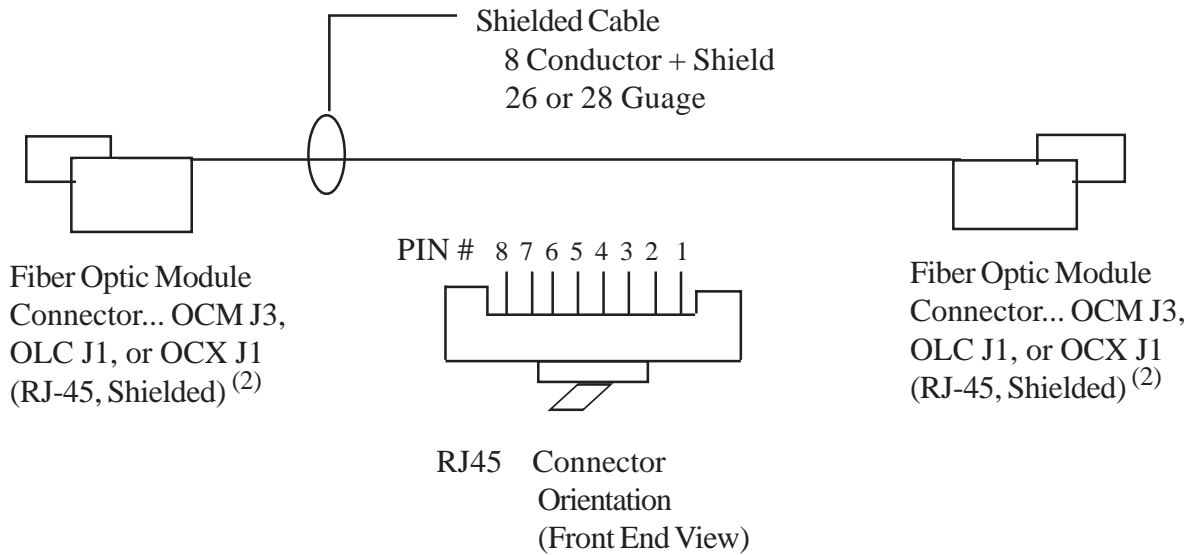 Shielded Cable
8 Conductor + Shield
26 or 28 Guage
PIN # 8 7 6 5 4 3 2 1
Fiber Optic Module
Connector... OCM J3,
OLC J1, or OCX J1
(RJ-45, Shielded) (2)
Fiber Optic Module
Connector... OCM J3,
OLC J1, or OCX J1
(RJ-45, Shielded) (2)
RJ45 Connector
Orientation
(Front End View)